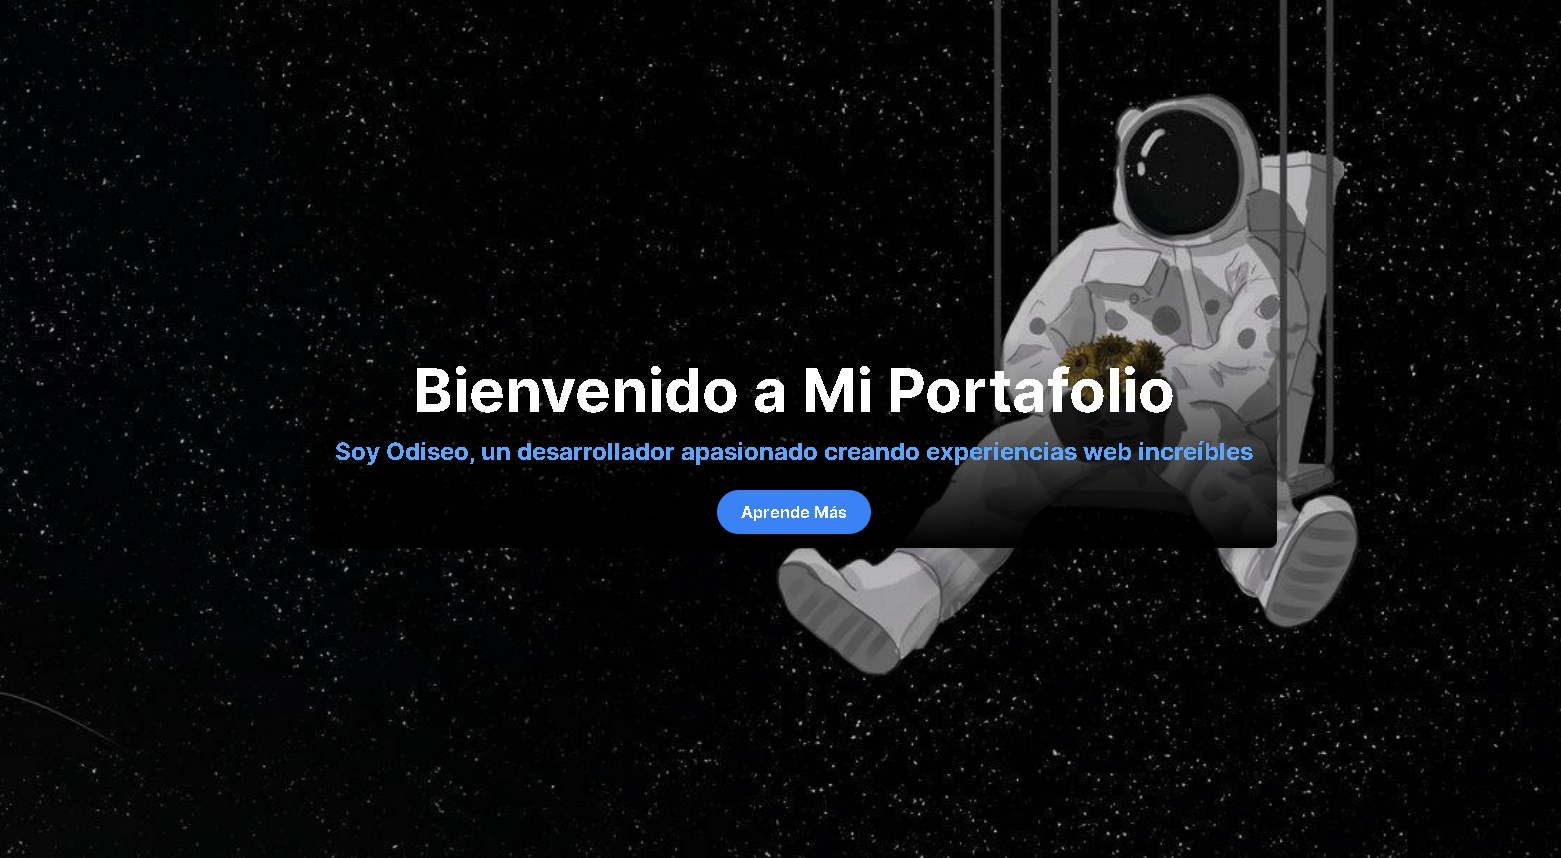 Bienvenido a Mi Portafolio
Soy Odiseo, un desarrollador apasionado creando experiencias web increíbles
Aprende Más